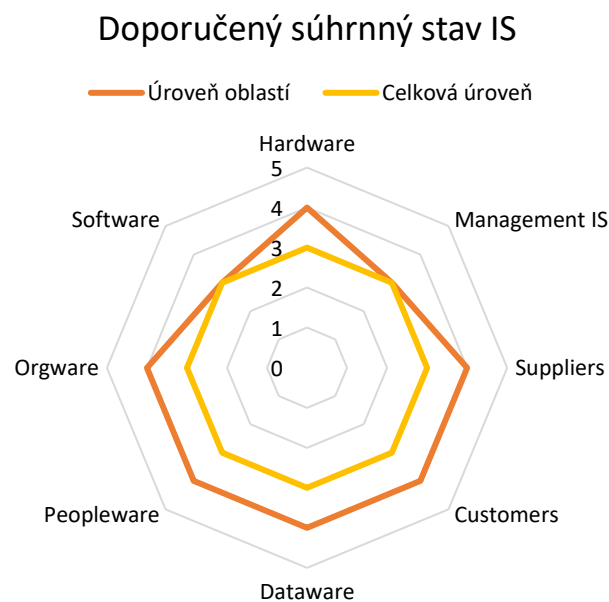 Doporučený súhrnný stav IS
Úroveň oblastí
Celková úroveň
Hardware
Management IS
Suppliers
Customers
Dataware
Peopleware
Orgware
Software
5
4
3
2
1
0